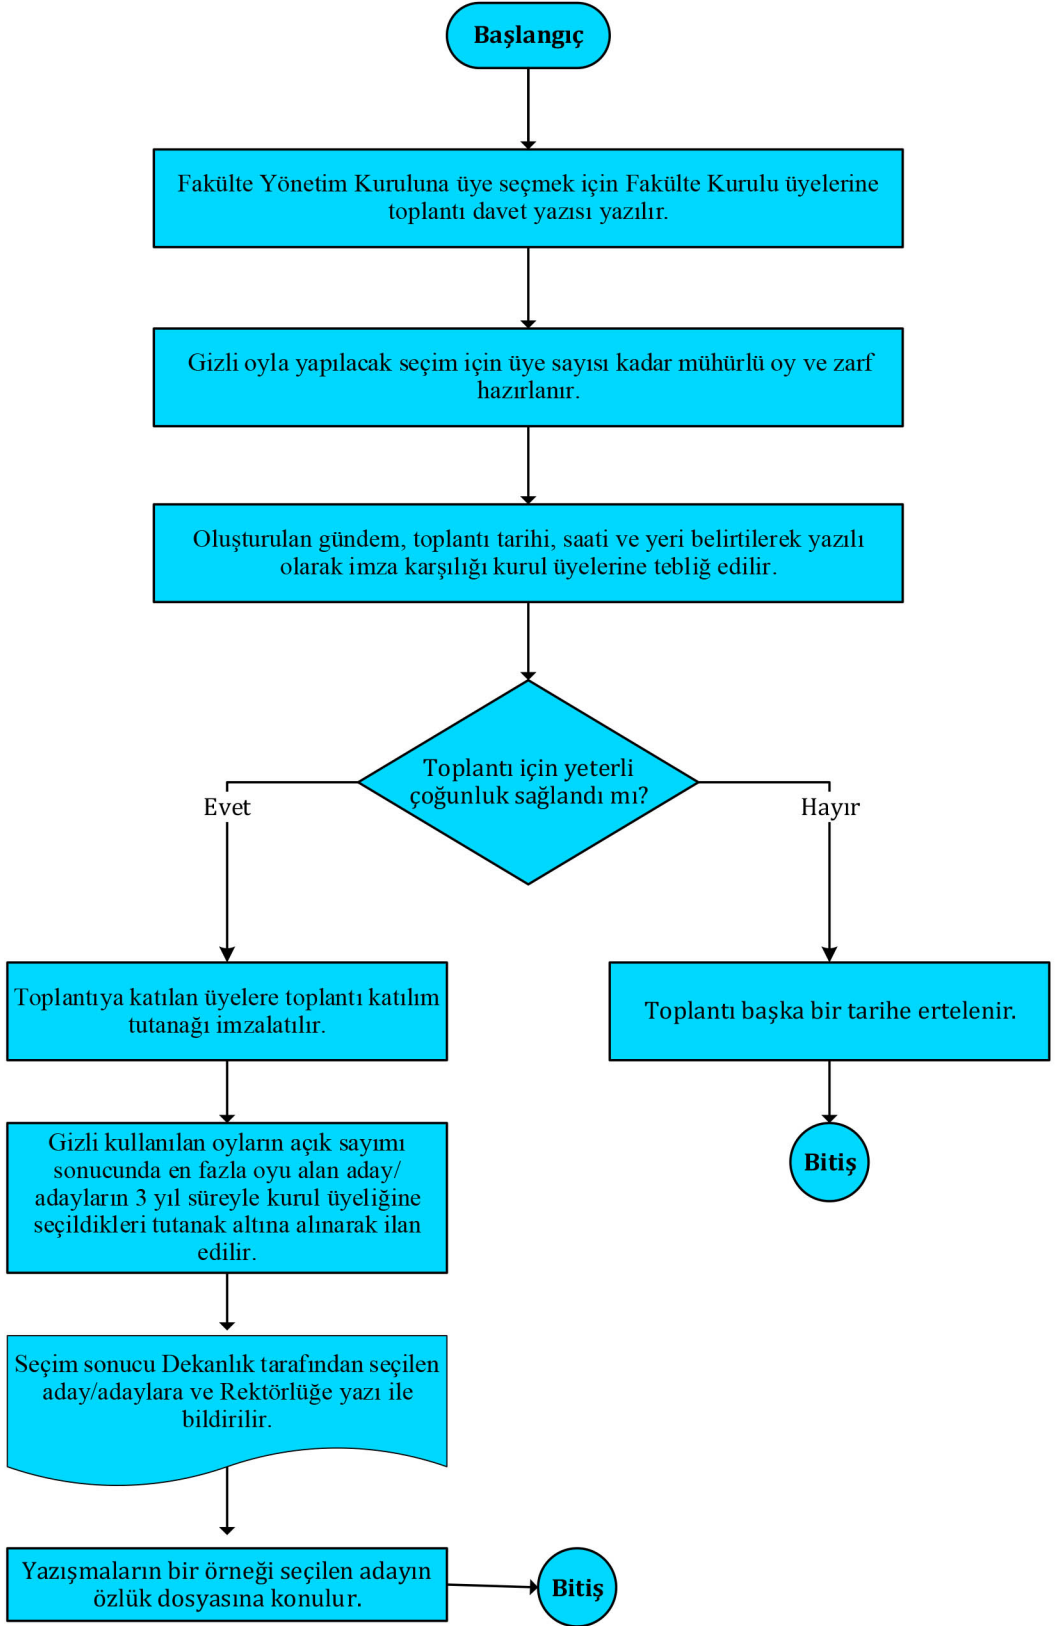 Başlangıç
Fakülte Yönetim Kuruluna üye seçmek için Fakülte Kurulu üyelerine
toplantı davet yazısı yazılır.
Gizli oyla yapılacak seçim için üye sayısı kadar mühürlü oy ve zarf
hazırlanır.
Oluşturulan gündem, toplantı tarihi, saati ve yeri belirtilerek yazılı
olarak imza karşılığı kurul üyelerine tebliğ edilir.
Toplantı için yeterli
çoğunluk sağlandı mı?
Evet
Hayır
Toplantıya katılan üyelere toplantı katılım
tutanağı imzalatılır.
Toplantı başka bir tarihe ertelenir.
Gizli kullanılan oyların açık sayımı
sonucunda en fazla oyu alan aday/
adayların 3 yıl süreyle kurul üyeliğine
seçildikleri tutanak altına alınarak ilan
edilir.
Bitiş
Seçim sonucu Dekanlık tarafından seçilen
aday/adaylara ve Rektörlüğe yazı ile
bildirilir.
Yazışmaların bir örneği seçilen adayın
özlük dosyasına konulur.
Bitiş